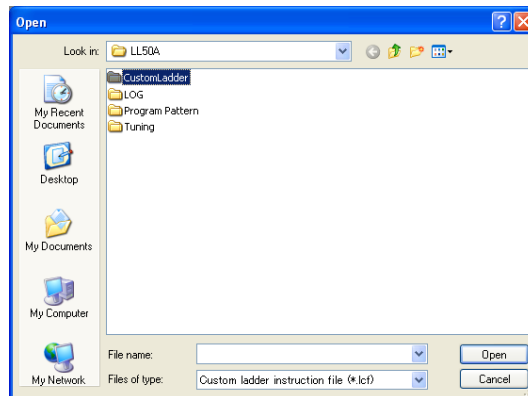 Open
Look in: LL50A
CustomLadder
LOG
Program Pattern
Tuning
My Recent
Documents
Desktop
My Documents
My Computer
My Network
File name:
Open
Files of type: Custom ladder instruction file (*.lcf)
Cancel